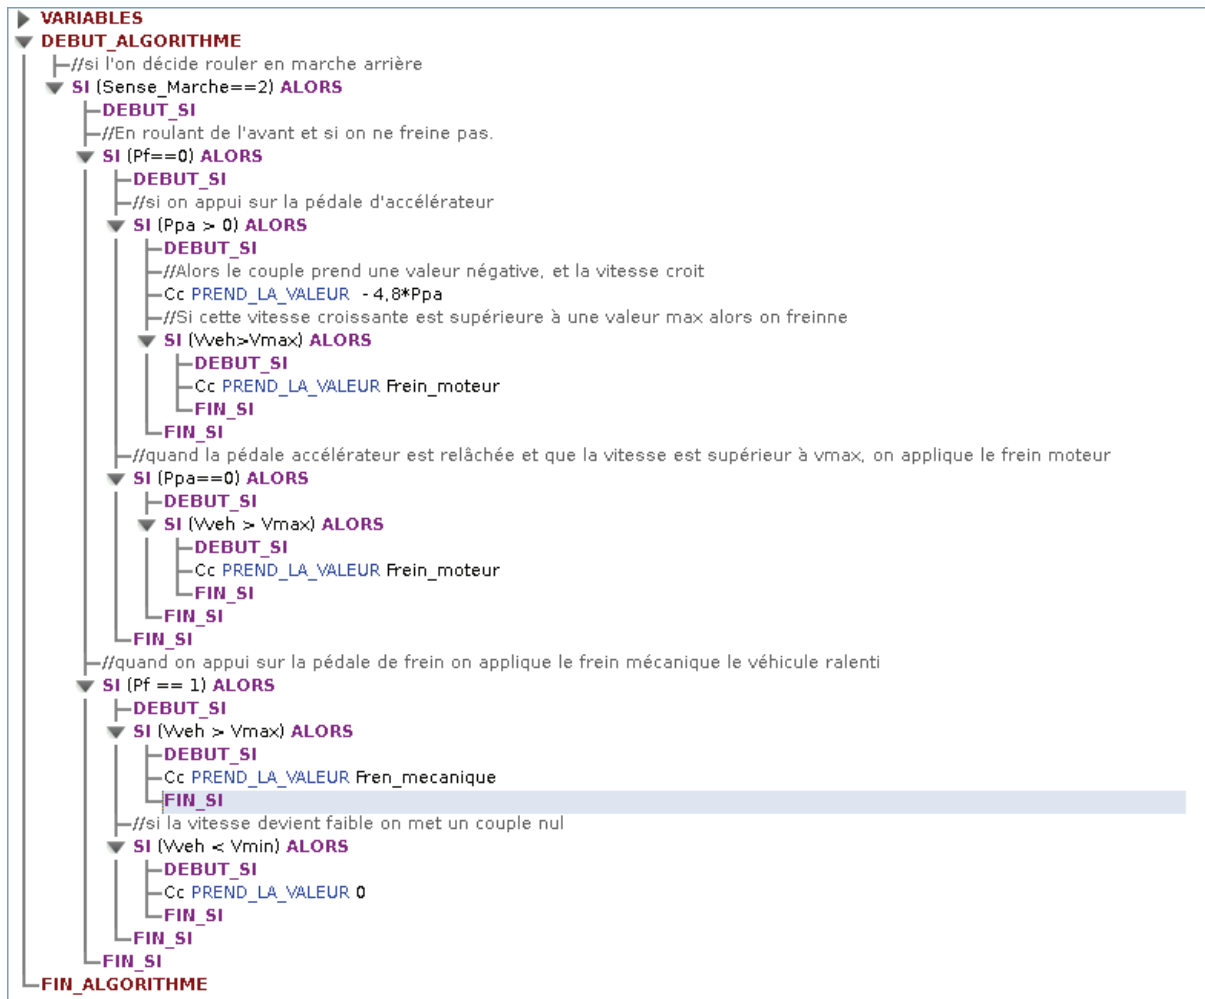 VARIABLES
DEBUT_ALGORITHME
//si l'on décide rouler en marche arrière
SI (Sense_Marche==2) ALORS
DEBUT_SI
//En roulant de l'avant et si on ne freine pas.
SI (Pf==0) ALORS
DEBUT_SI
//si on appui sur la pédale d'accélérateur
SI (Ppa > 0) ALORS
DEBUT_SI
//Alors le couple prend une valeur négative, et la vitesse croit
Cc PREND_LA_VALEUR - 4,8*Ppa
//Si cette vitesse croissante est supérieure à une valeur max alors on freinne
SI (Vveh>Vmax) ALORS
DEBUT_SI
Cc PREND_LA_VALEUR Frein_moteur
FIN_SI
FIN_SI
//quand la pédale accélérateur est relâchée et que la vitesse est supérieur à vmax, on applique le frein moteur
SI (Ppa==0) ALORS
DEBUT_SI
SI (Vveh > Vmax) ALORS
DEBUT_SI
Cc PREND_LA_VALEUR Frein_moteur
FIN_SI
FIN_SI
FIN_SI
//quand on appui sur la pédale de frein on applique le frein mécanique le véhicule ralenti
SI (Pf == 1) ALORS
DEBUT_SI
SI (Vveh > Vmax) ALORS
DEBUT_SI
Cc PREND_LA_VALEUR Fren_mecanique
FIN_SI
//si la vitesse devient faible on met un couple nul
SI (Vveh < Vmin) ALORS
DEBUT_SI
Cc PREND_LA_VALEUR 0
FIN_SI
FIN_SI
FIN_SI
FIN_ALGORITHME